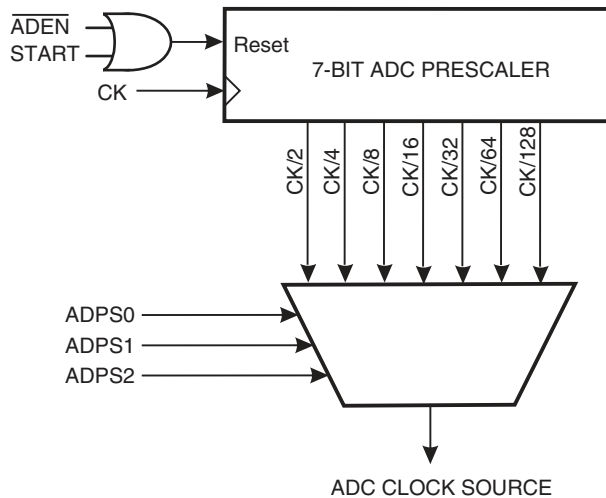 ADEN
START
Reset
CK
7-BIT ADC PRESCALER
CK/2
CK/4
CK/8
CK/16
CK/32
CK/64
CK/128
ADPS0
ADPS1
ADPS2
ADC CLOCK SOURCE